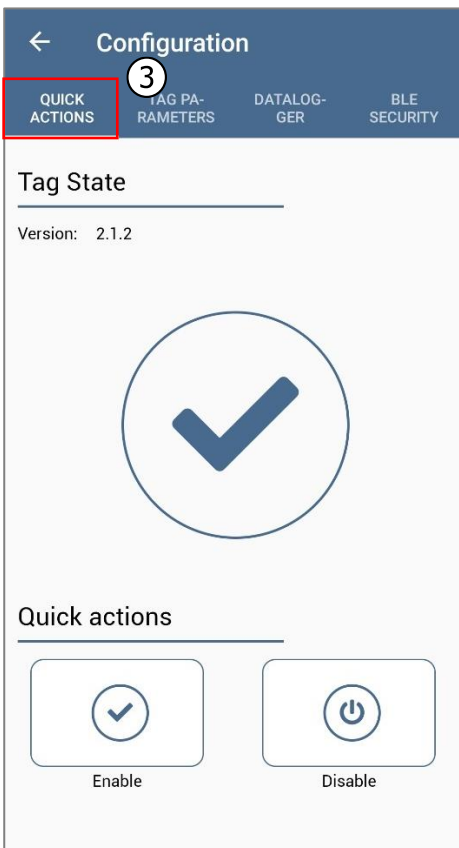 Configuration
3
QUICK
ACTIONS
TAG PA-
RAMETERS
DATALOG-
GER
BLE
SECURITY
Tag State
Version: 2.1.2
Quick actions
Enable
Disable